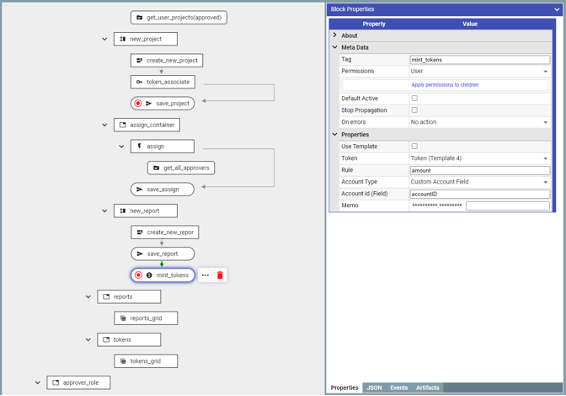 get_user_projects(approved)
new_project
create_new_project
token_associate
save_project
assign_container
assign
get_all_approvers
save_assign
new_report
create_new_repor
save_report
mint_tokens
reports
reports_grid
tokens
tokens_grid
approver_role
Block Properties
Property Value
About
Meta Data
Tag mint_tokens
Permissions User
Apply permissions to children
Default Active
Stop Propagation
On errors No action
Properties
Use Template
Token Token (Template 4)
Rule amount
Account Type Custom Account Field
Account Id (Field) accountID
Memo
Properties JSON Events Artifacts